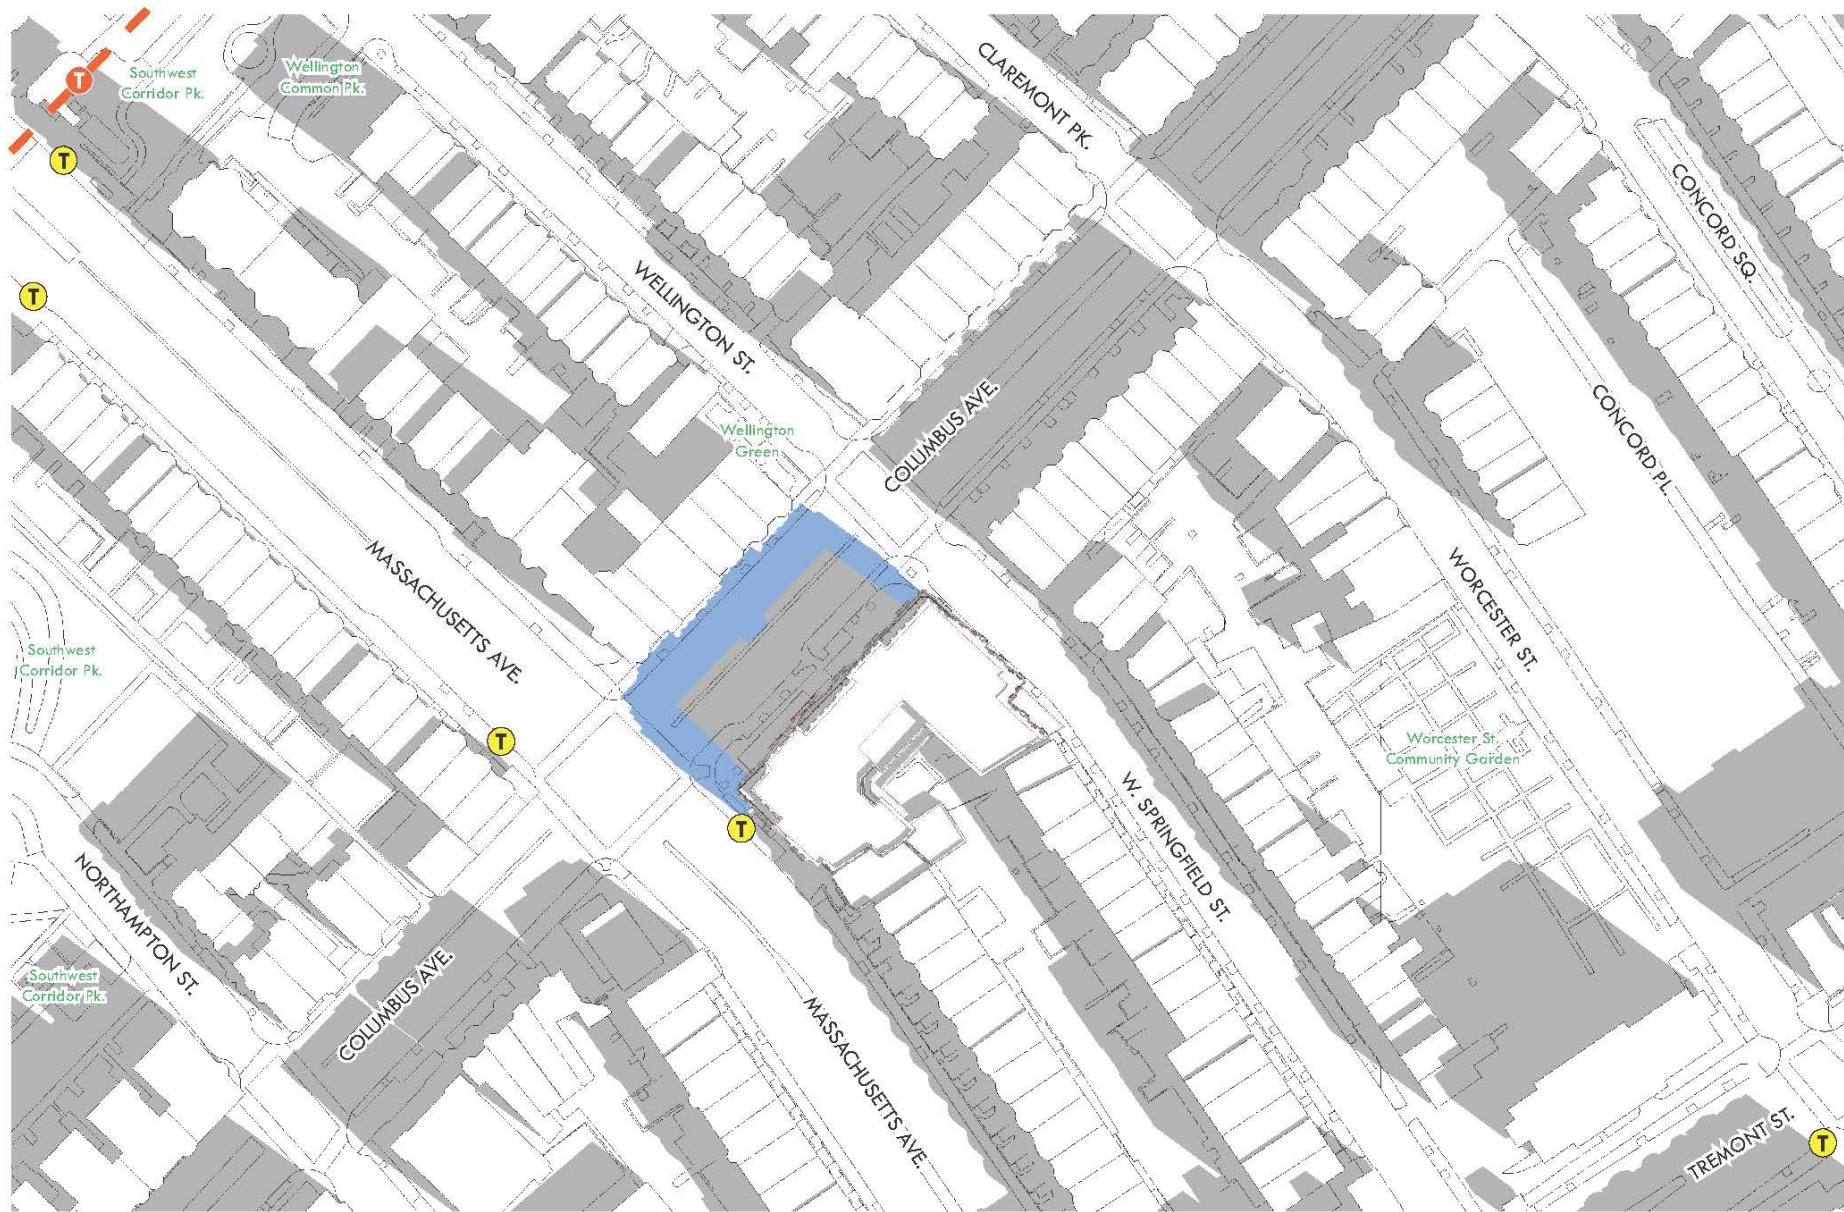 T
Southwest
Corridor Pk.
Wellington
Common Pk.
CLAREMONT PK.
T
CONCORD SQ.
T
WELLINGTON ST.
COLUMBUS AVE.
CONCORD PL.
Wellington
Green
MASSACHUSETTS AVE.
WORCESTER ST.
Southwest
Corridor Pk.
T
Worcester St.
Community Garden
T
W. SPRINGFIELD ST.
NORTHAMPTON ST.
COLUMBUS AVE.
Southwest
Corridor Pk.
MASSACHUSETTS AVE.
TREMONT ST.
T